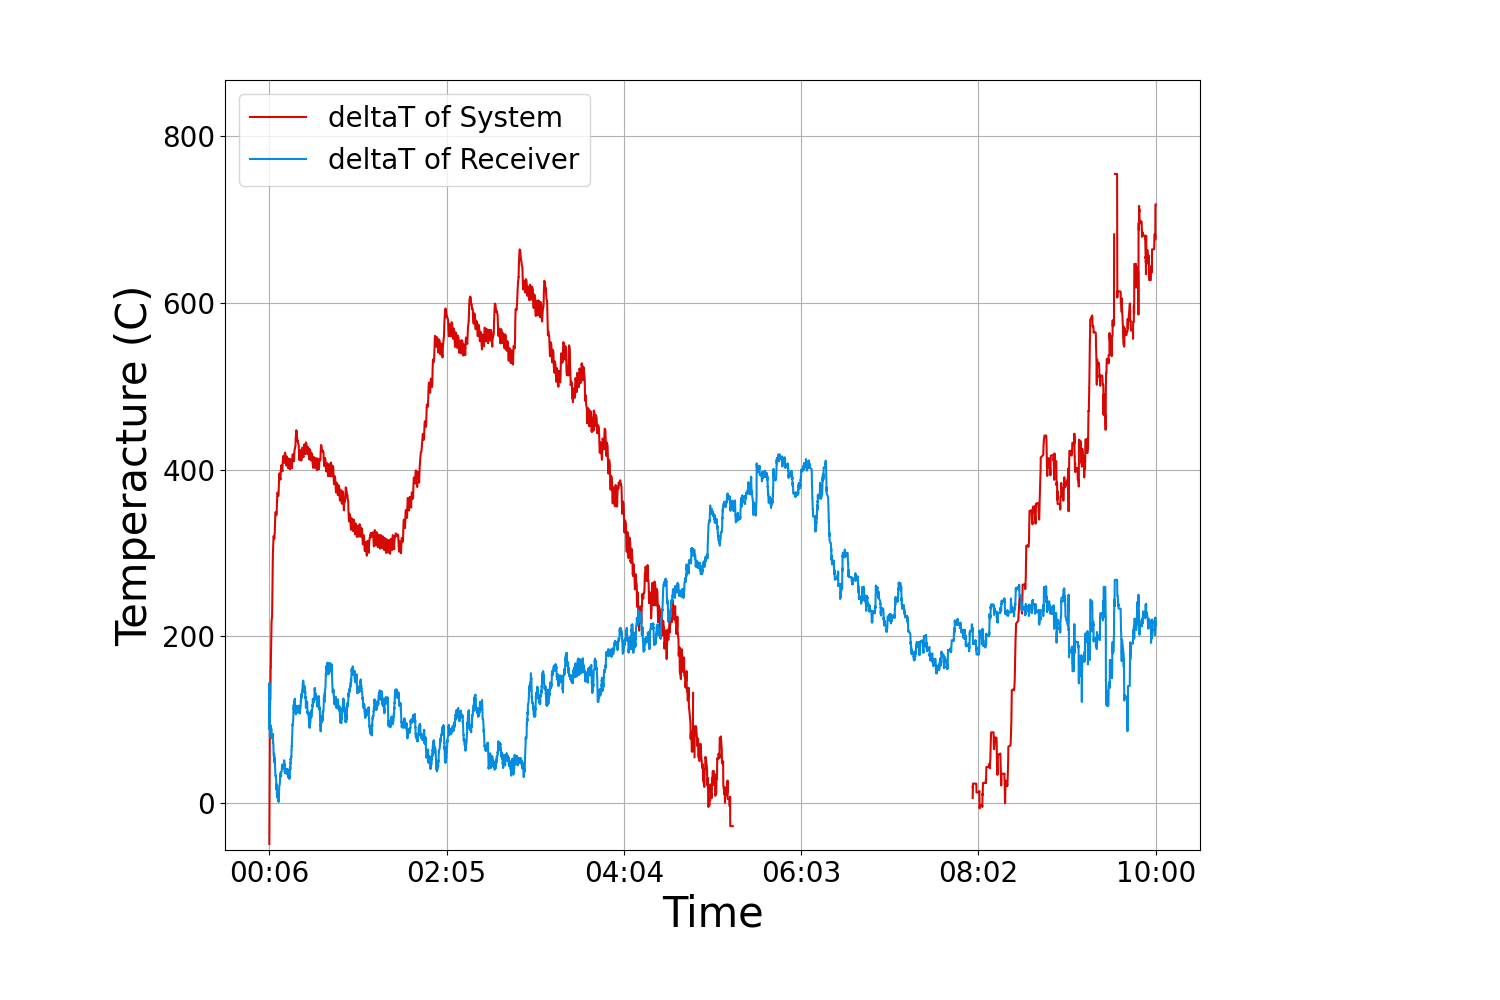 deltaT of System
deltaT of Receiver
800
600
400
200
0
Temperacture (C)
00:06 02:05 04:04 06:03 08:02 10:00
Time